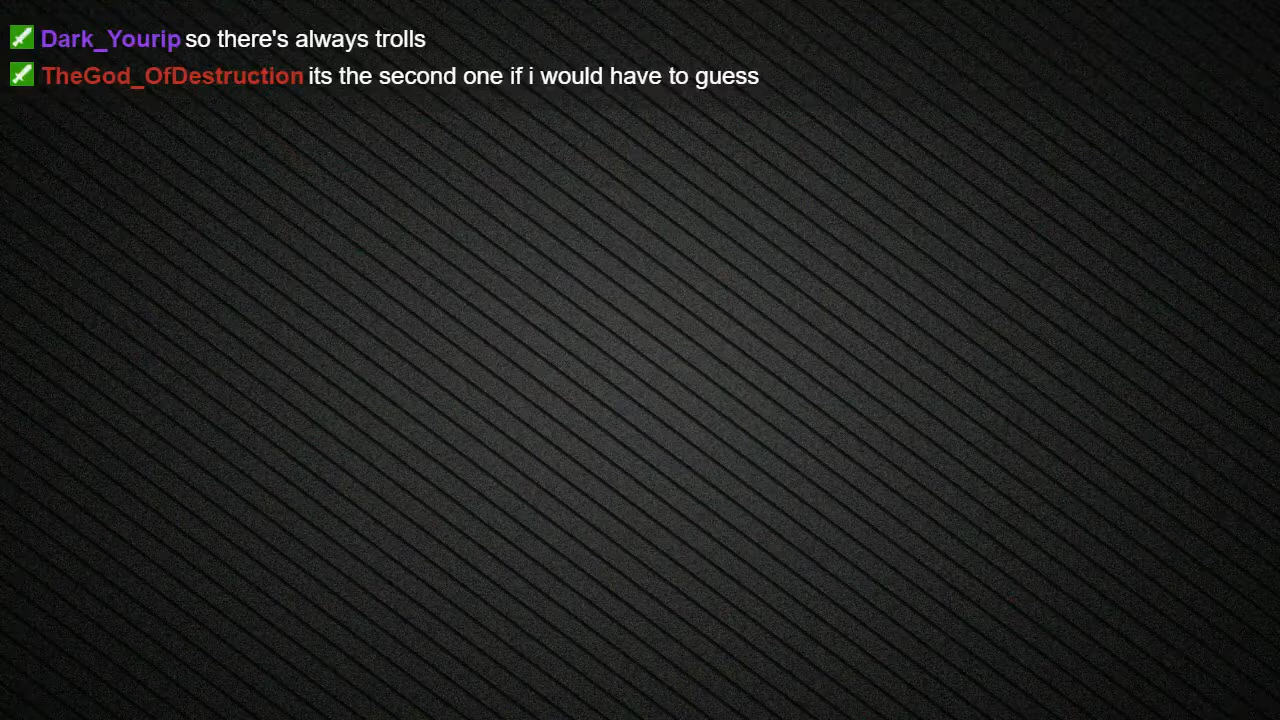 Dark_Yourip so there's always trolls
TheGod_OfDestruction its the second one if i would have to guess